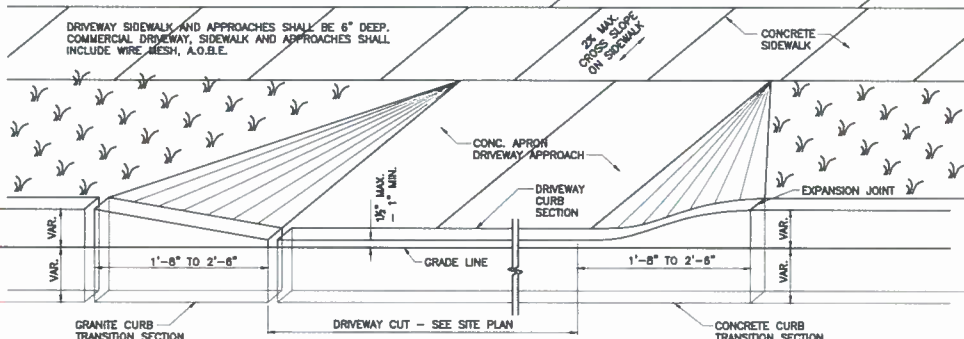 DRIVEWAY SIDEWALK AND APPROACHES SHALL BE 6" DEEP.
COMMERCIAL DRIVEWAY, SIDEWALK AND APPROACHES SHALL
INCLUDE WIRE MESH, A.O.B.E.
2% MAX.
CROSS SLOPE
ON SIDEWALK
CONCRETE
SIDEWALK
CONC. APRON
DRIVEWAY APPROACH
1½" MAX.
- 1" MIN.
DRIVEWAY
CURB
SECTION
EXPANSION JOINT
VAR.
VAR.
1'-8" TO 2'-6"
GRADE LINE
1'-8" TO 2'-6"
VAR.
VAR.
GRANITE CURB
TRANSITION SECTION
DRIVEWAY CUT - SEE SITE PLAN
CONCRETE CURB
TRANSITION SECTION